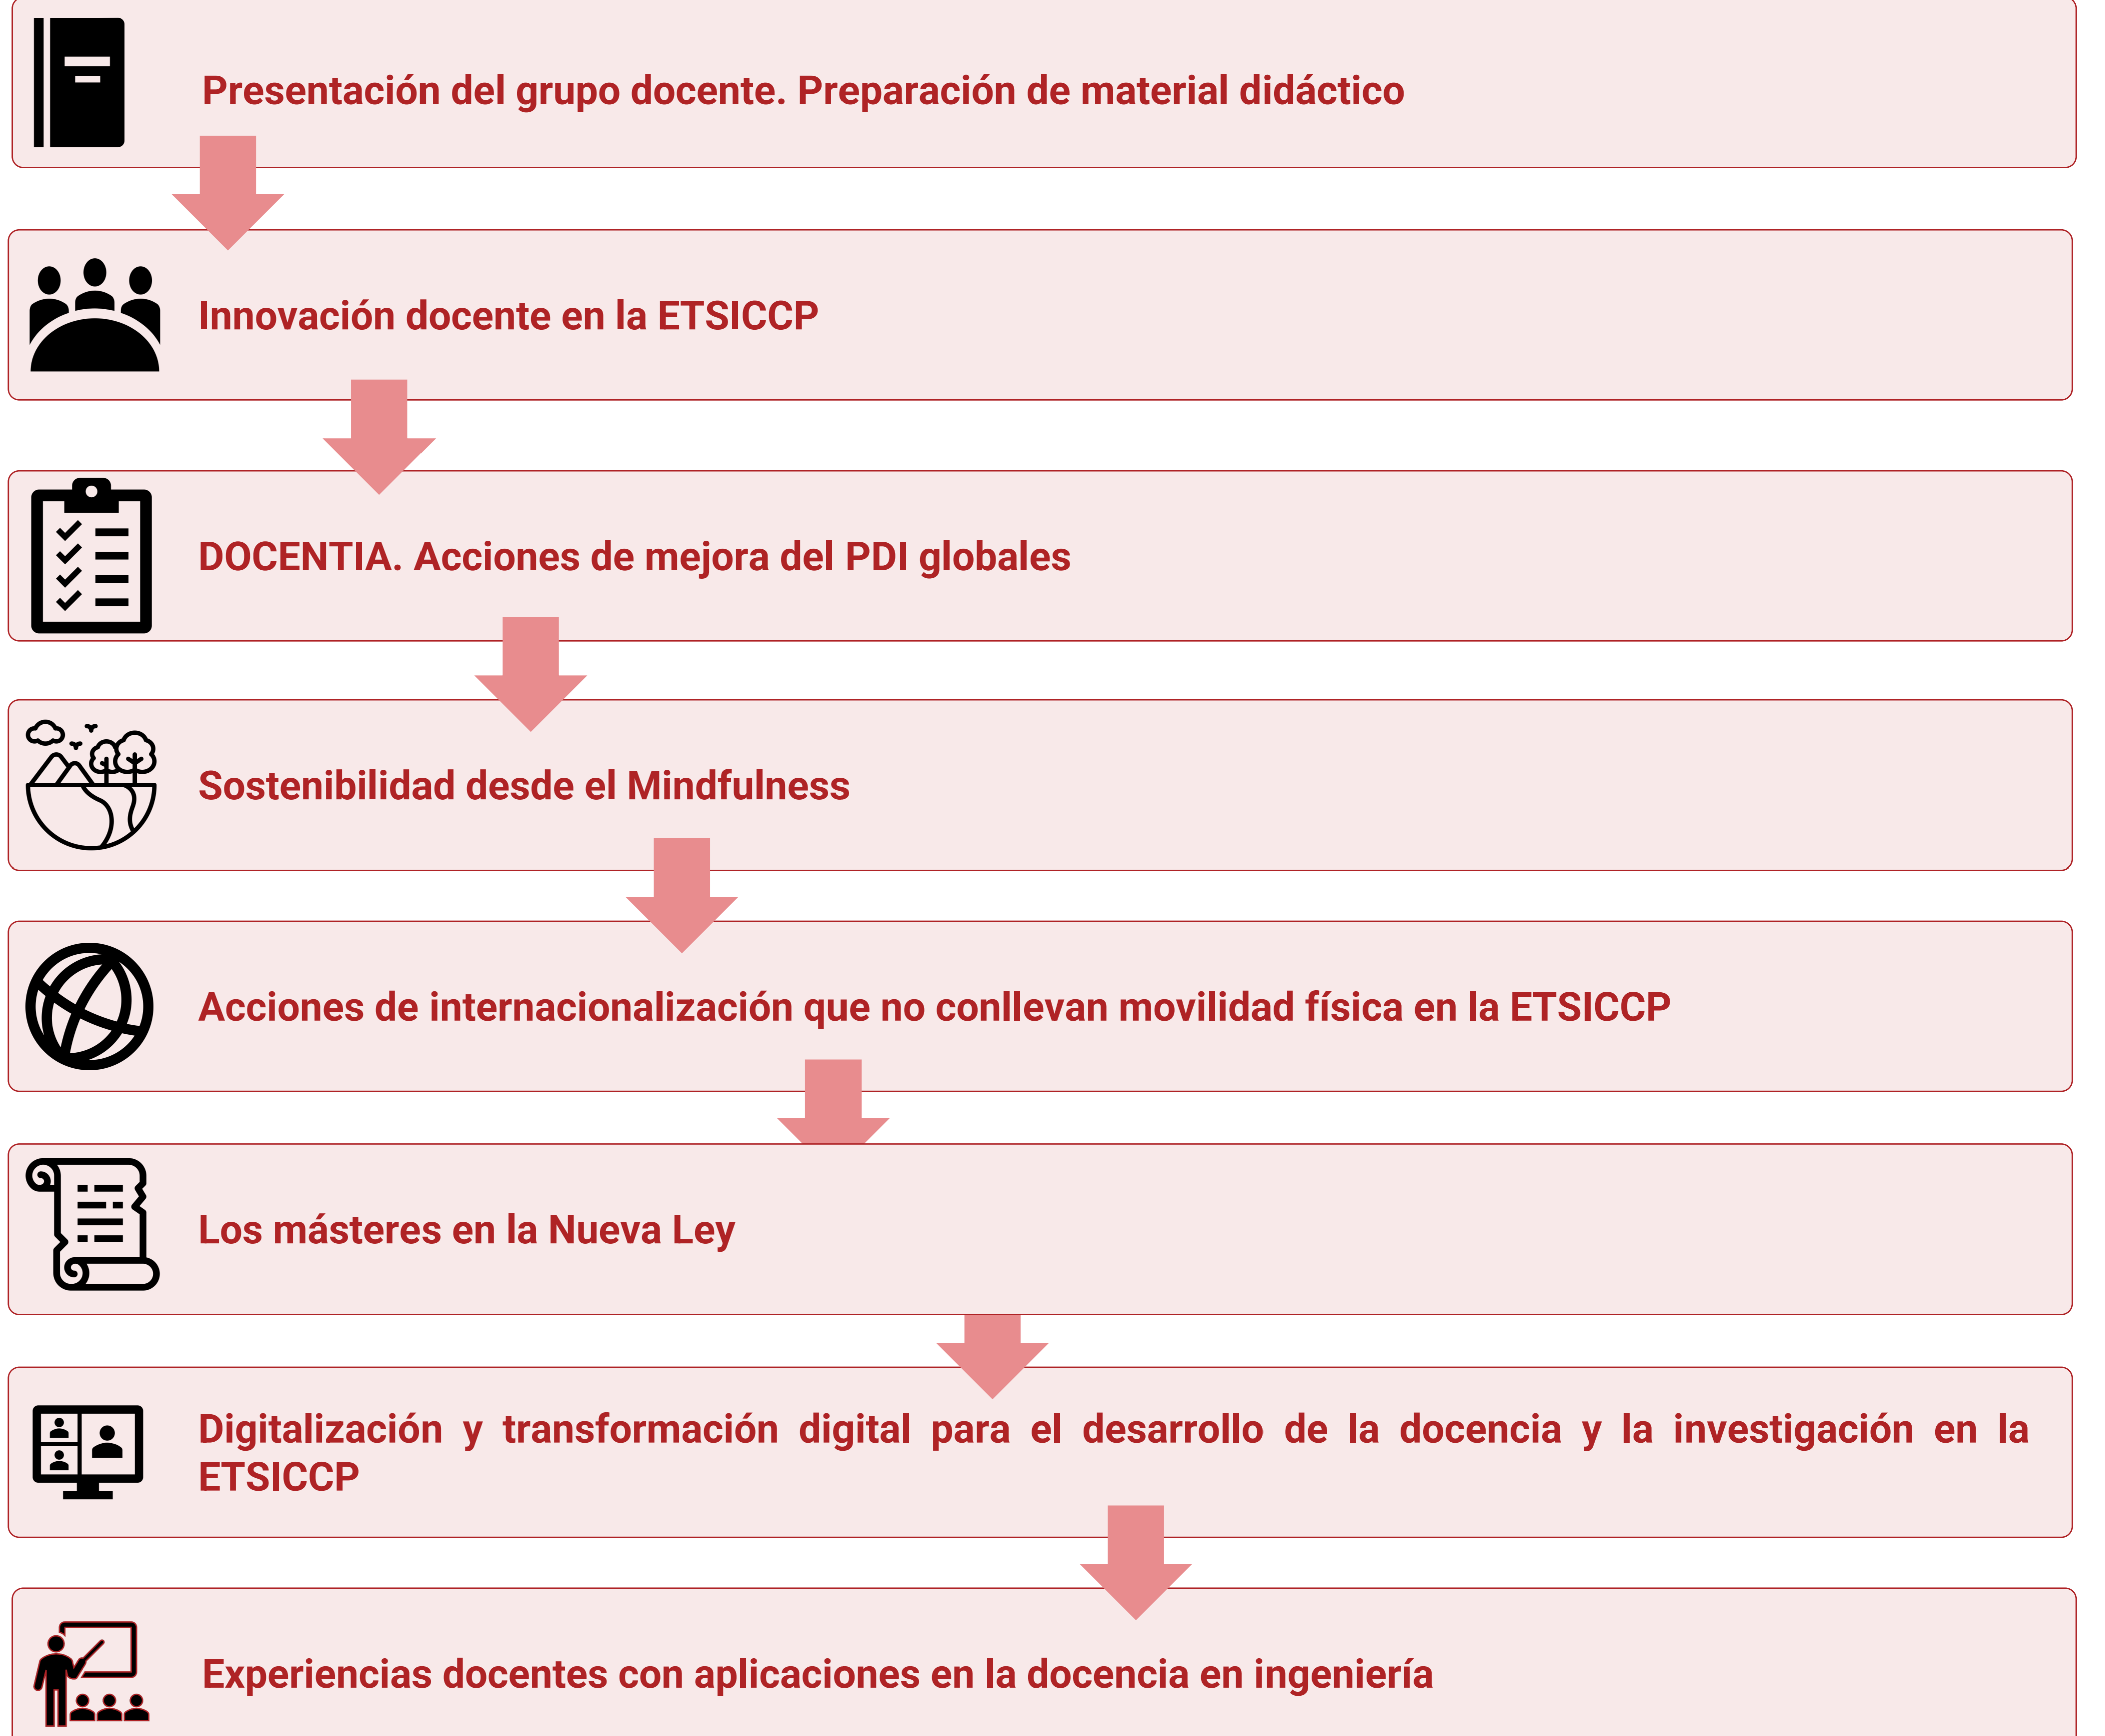 Presentación del grupo docente. Preparación de material didáctico
Innovación docente en la ETSICCP
DOCENTIA. Acciones de mejora del PDI globales
Sostenibilidad desde el Mindfulness
Acciones de internacionalización que no conllevan movilidad física en la ETSICCP
Los másteres en la Nueva Ley
Digitalización y transformación digital para el desarrollo de la docencia y la investigación en la
ETSICCP
Experiencias docentes con aplicaciones en la docencia en ingeniería